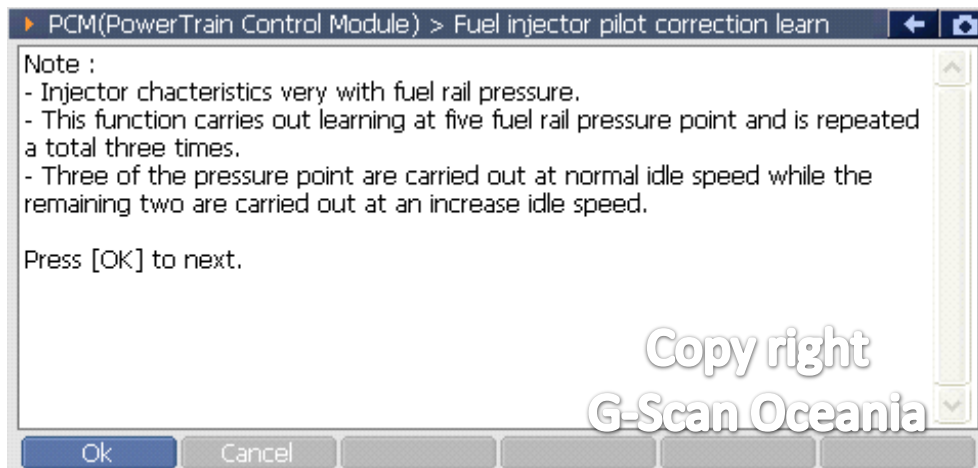 PCM(PowerTrain Control Module) > Fuel injector pilot correction learn
Note :
- Injector chacteristics very with fuel rail pressure.
- This function carries out learning at five fuel rail pressure point and is repeated
a total three times.
- Three of the pressure point are carried out at normal idle speed while the
remaining two are carried out at an increase idle speed.
Press [OK] to next.
Copy right
G-Scan Oceania
Ok
Cancel